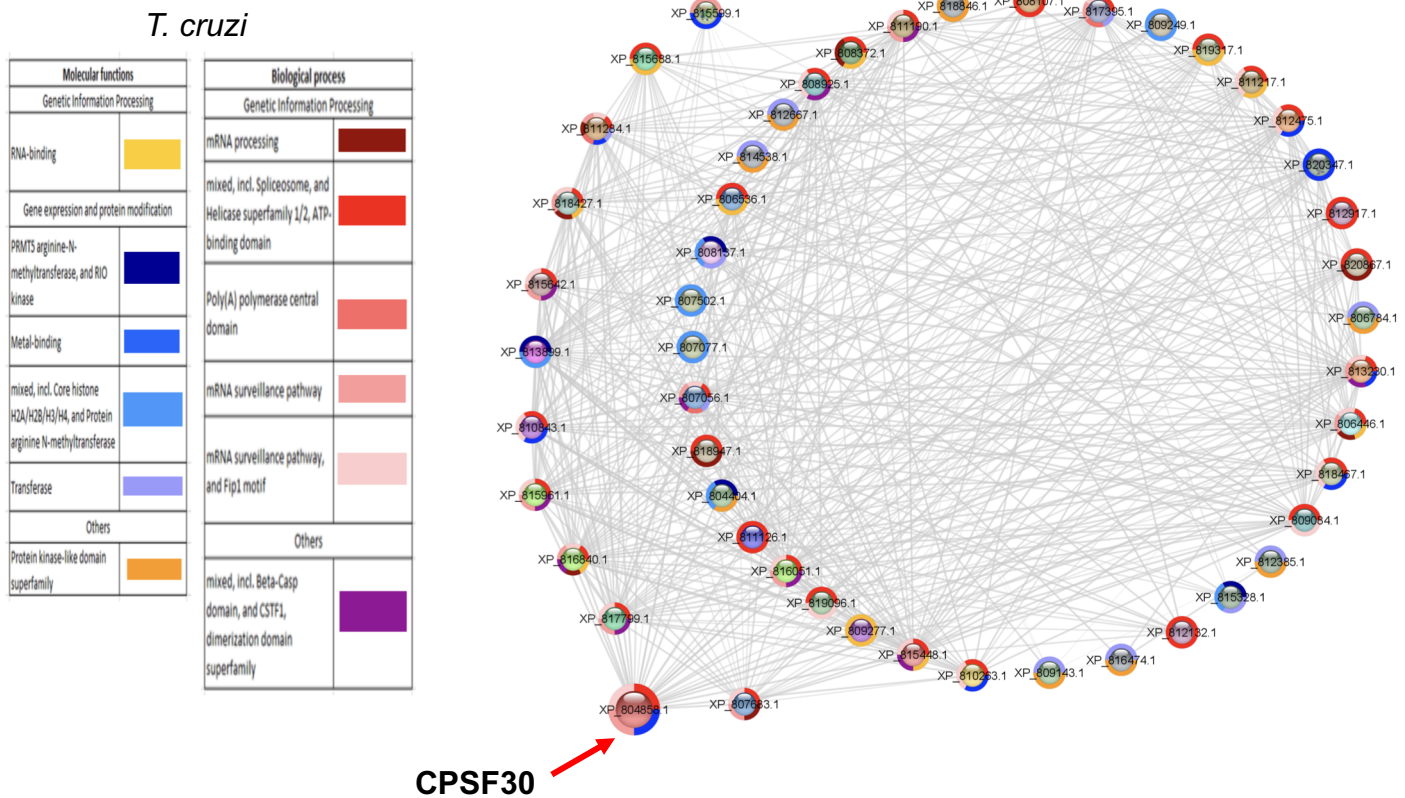 T. cruzi
Molecular functions
Genetic Information Processing
RNA-binding
Gene expression and protein modification
PRMT5 arginine-N-
methyltransferase, and RIO
kinase
Metal-binding
mixed, incl. Core histone
H2A/H2B/H3/H4, and Protein
arginine N-methyltransferase
Transferase
Others
Protein kinase-like domain
superfamily
Biological process
Genetic Information Processing
mRNA processing
mixed, incl. Spliceosome, and
Helicase superfamily 1/2, ATP-
binding domain
Poly(A) polymerase central
domain
mRNA surveillance pathway
mRNA surveillance pathway,
and Fip1 motif
Others
mixed, incl. Beta-Casp
domain, and CSTF1,
dimerization domain
superfamily
XP_815599.1
XP_815688.1
XP_811284.1
XP_818427.1
XP_815642.1
XP_813899.1
XP_810843.1
XP_815961.1
XP_816840.1
XP_817799.1
XP_804858.1
XP_807683.1
XP_818846.1
XP_808107.1
XP_817395.1
XP_811190.1
XP_808372.1
XP_808925.1
XP_812667.1
XP_814538.1
XP_806536.1
XP_808137.1
XP_807502.1
XP_807077.1
XP_807056.1
XP_818947.1
XP_804404.1
XP_811126.1
XP_816051.1
XP_819096.1
XP_809277.1
XP_815448.1
XP_810263.1
XP_809143.1
XP_816474.1
XP_812132.1
XP_815328.1
XP_812385.1
XP_809084.1
XP_818467.1
XP_806446.1
XP_813230.1
XP_806784.1
XP_820867.1
XP_812917.1
XP_820347.1
XP_812475.1
XP_811217.1
XP_819317.1
XP_809249.1
CPSF30